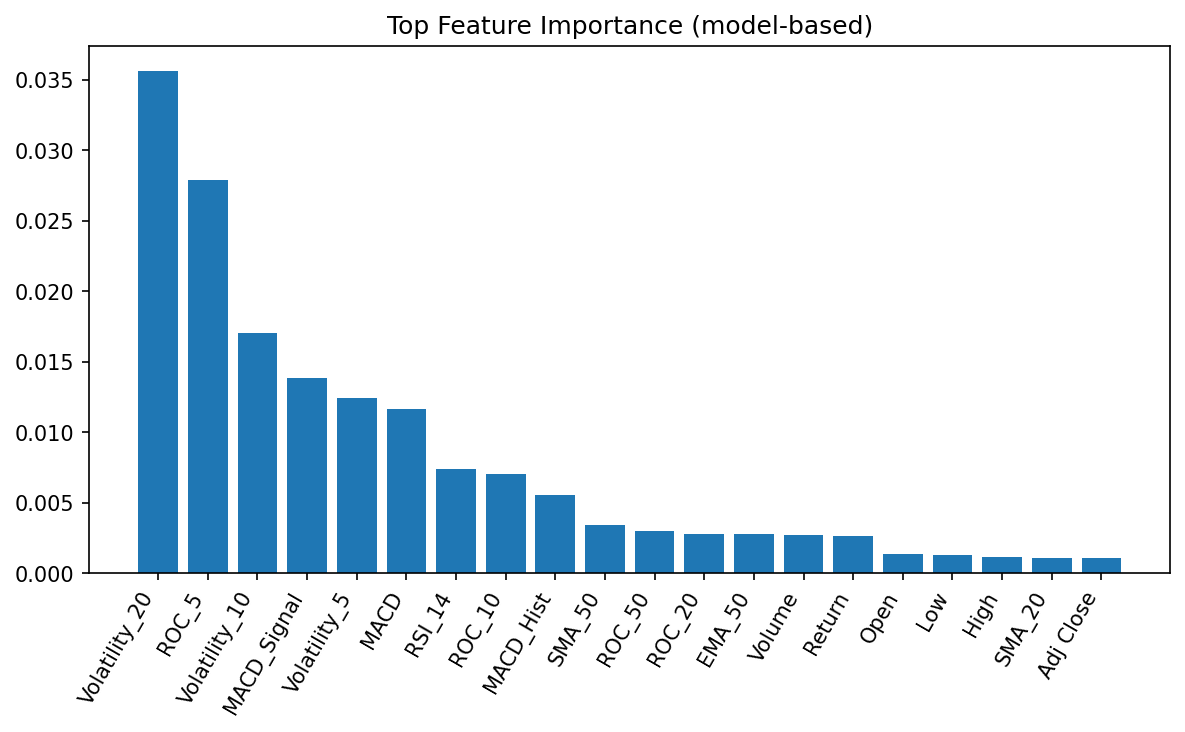 Top Feature Importance (model-based)
0.035
0.030
0.025
0.020
0.015
0.010
0.005
0.000
Volatility_20
ROC_5
Volatility_10
MACD_Signal
Volatility_5
MACD
RSI_14
ROC_10
MACD_Hist
SMA_50
ROC_50
ROC_20
EMA_50
Volume
Return
Open
Low
High
SMA_20
Adj Close